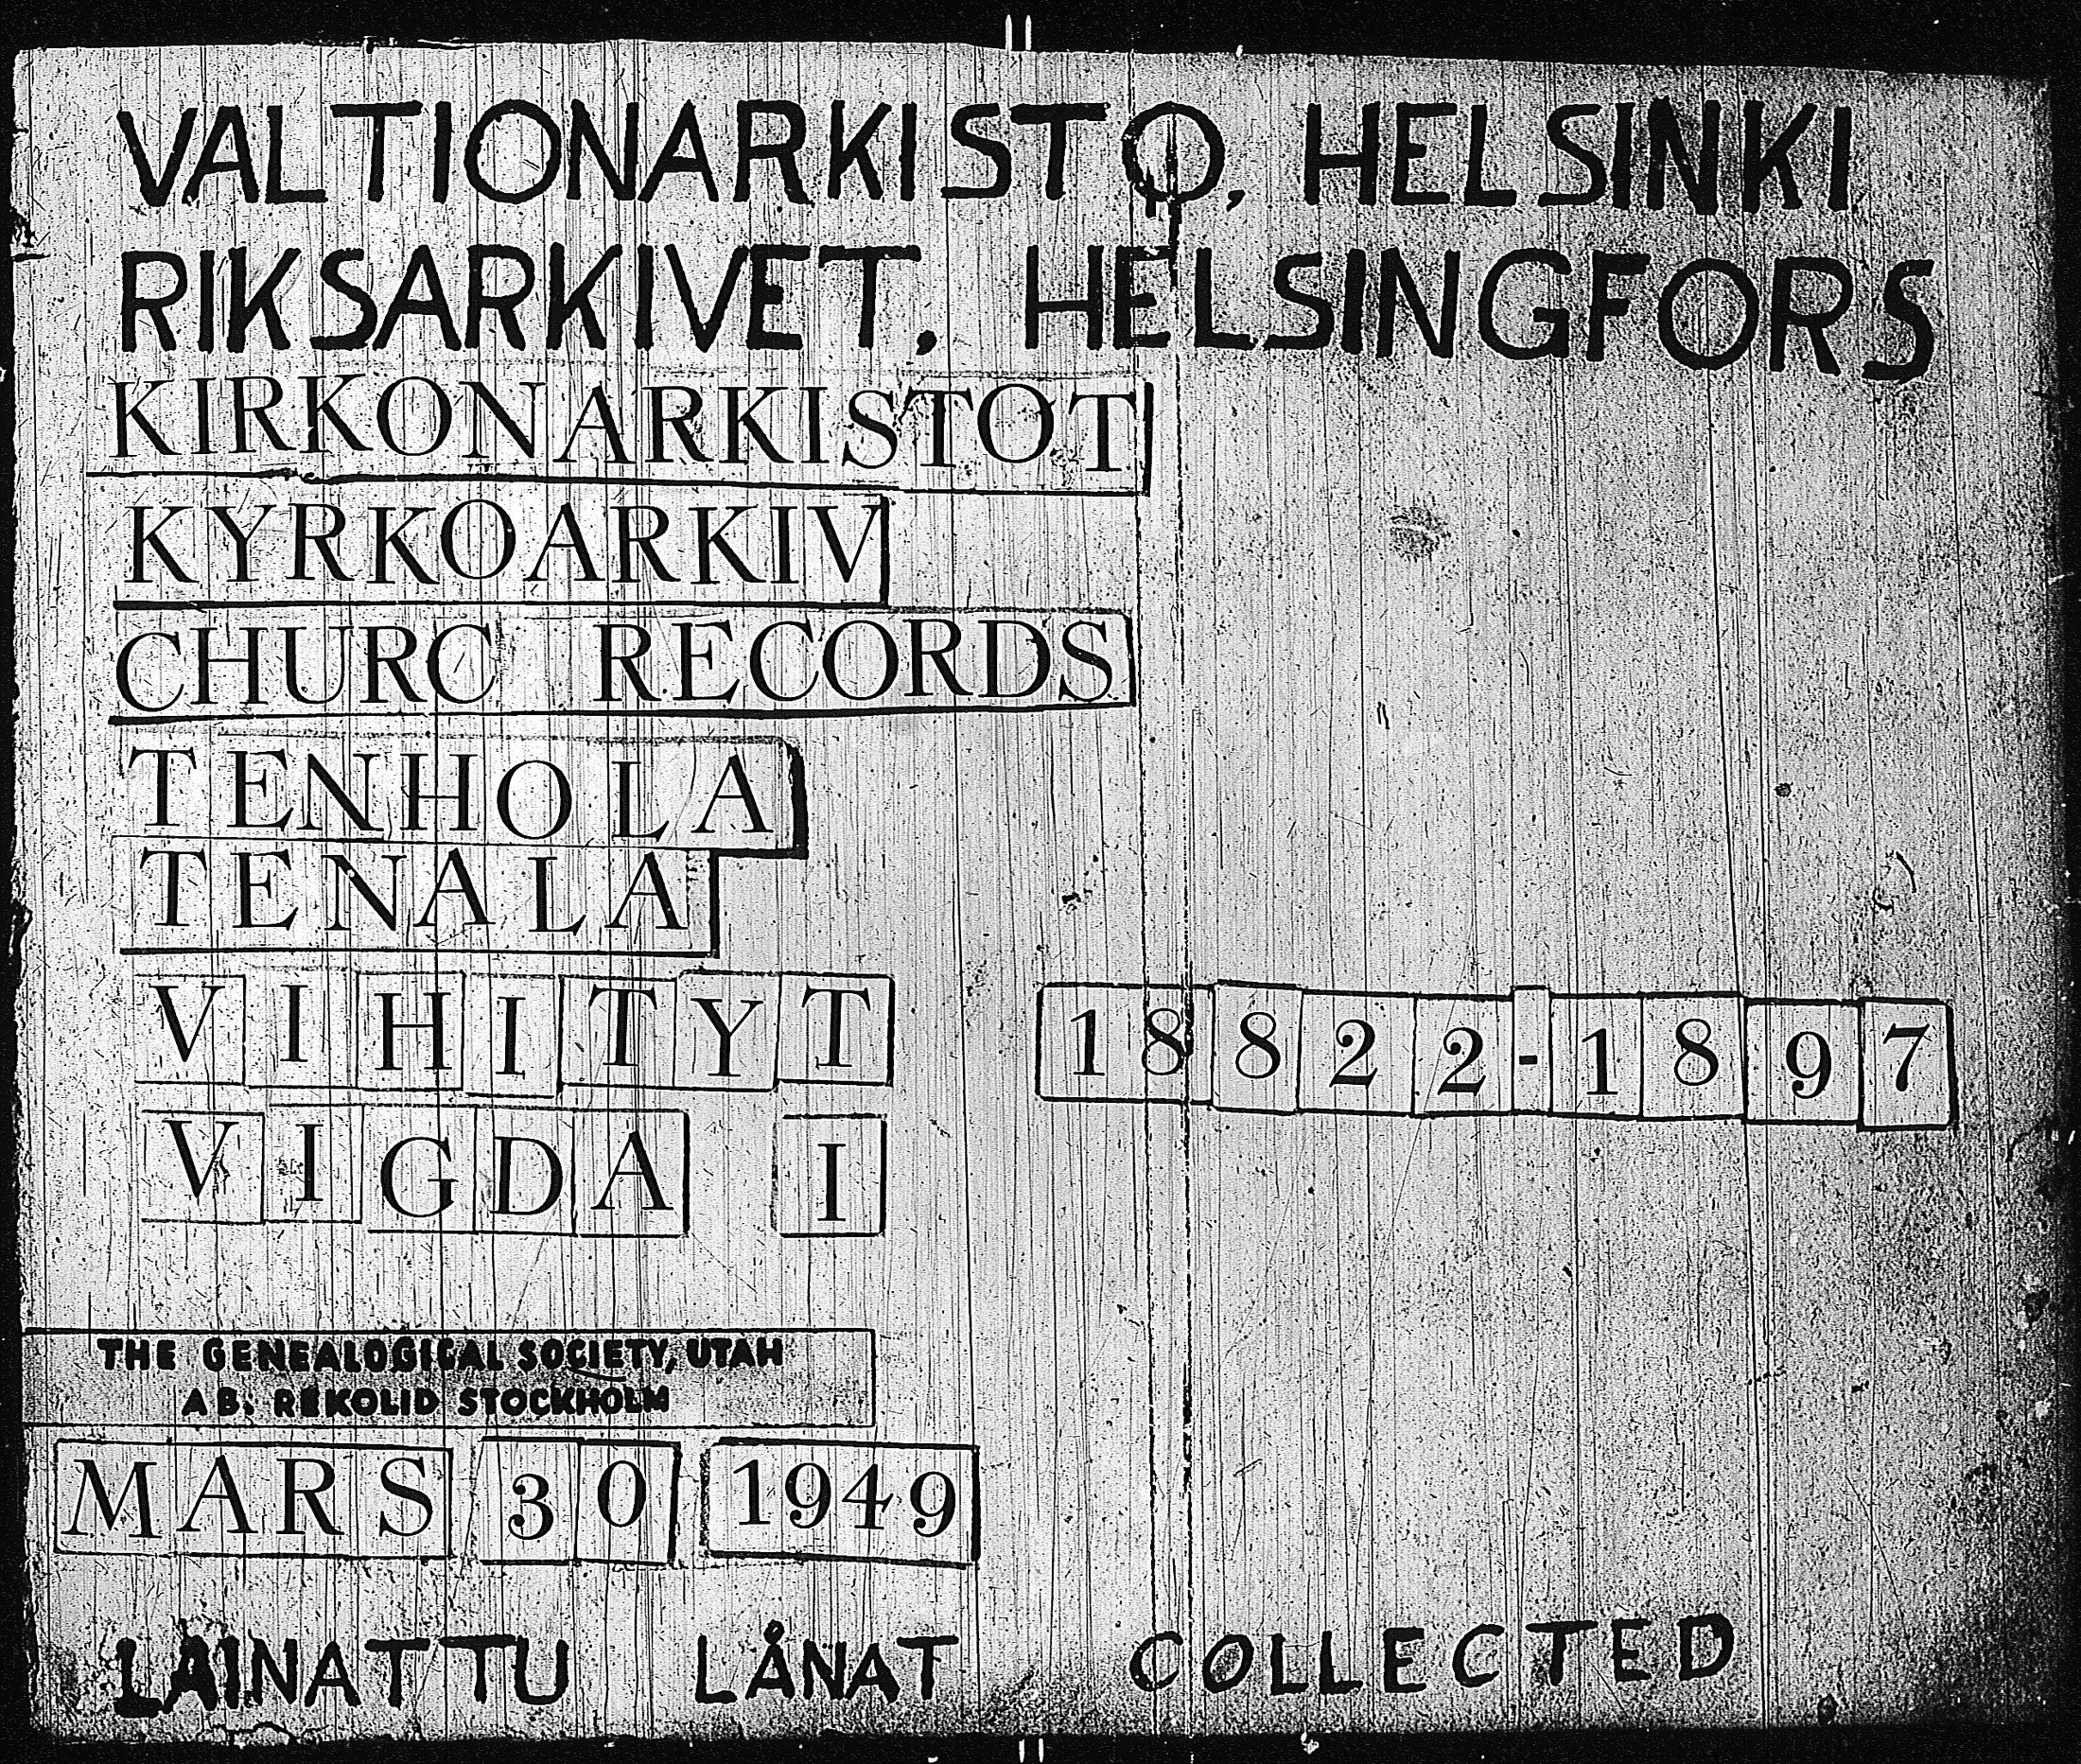 VALTIONARKISTO, HELSINKI
RIKSARKIVET, HELSINGFORS
KIRKONARKISTOT
KYRKOARKIV
CHURC RECORDS
TENHOLA
TENALA
VIHITYT 18822-1897
VIGDA I
THE GENEALOGICAL SOCIETY, UTAH
AB. REKOLID STOCKHOLM
MARS 30 1949
LAINATTU LÅNAT COLLECTED